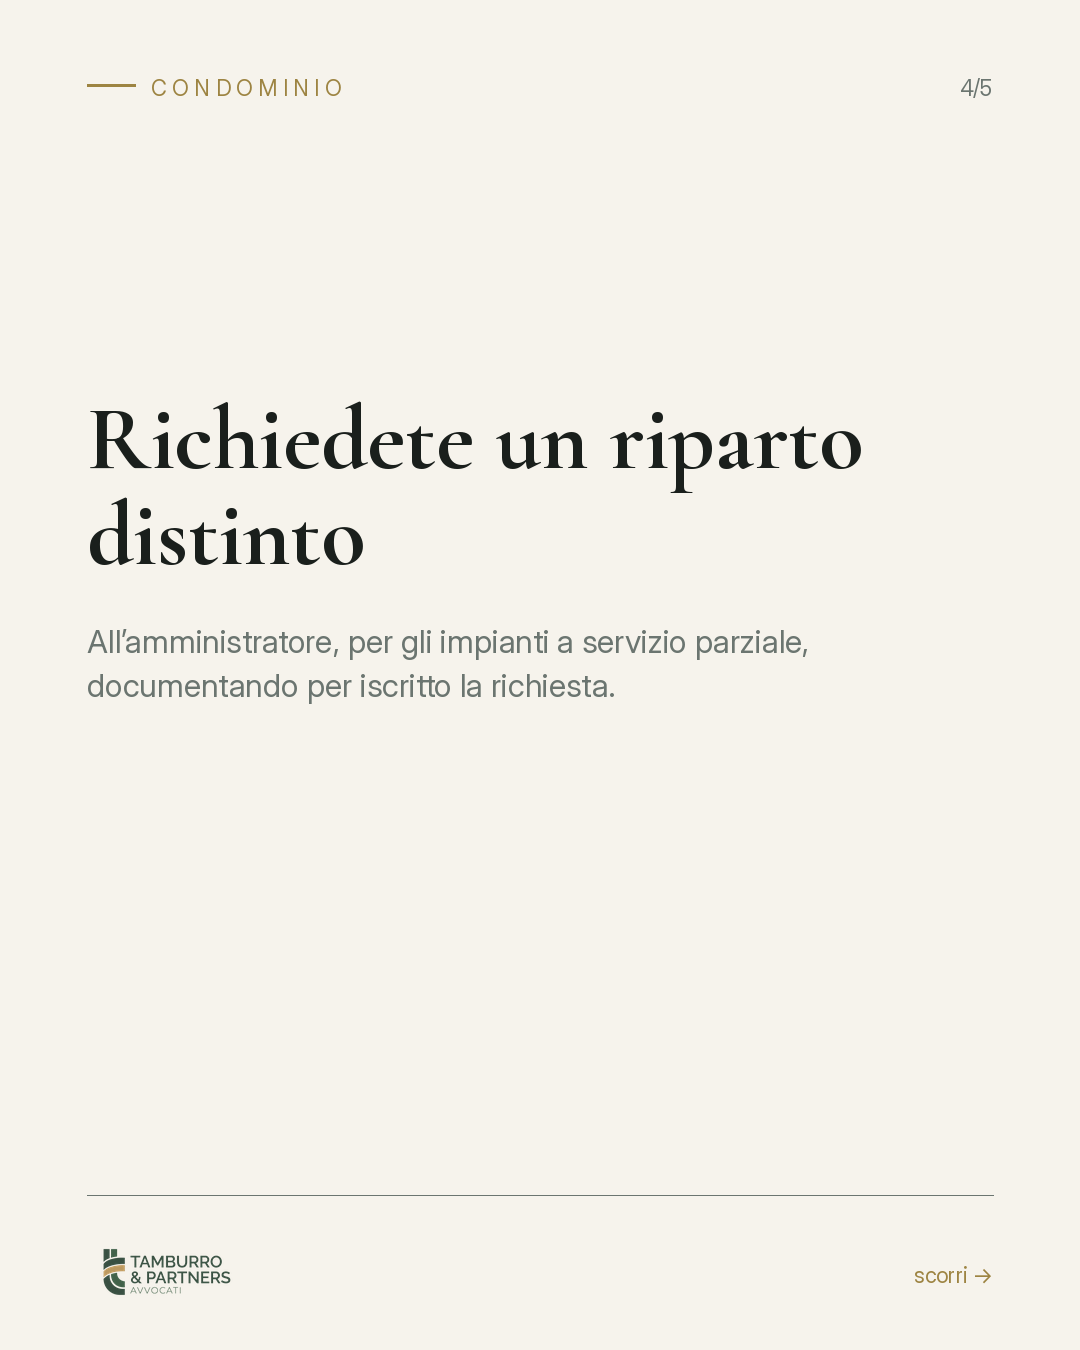 CONDOMINIO
4/5
Richiedete un riparto
distinto
All’amministratore, per gli impianti a servizio parziale,
documentando per iscritto la richiesta.
TAMBURRO
& PARTNERS
AVVOCATI
scorri →